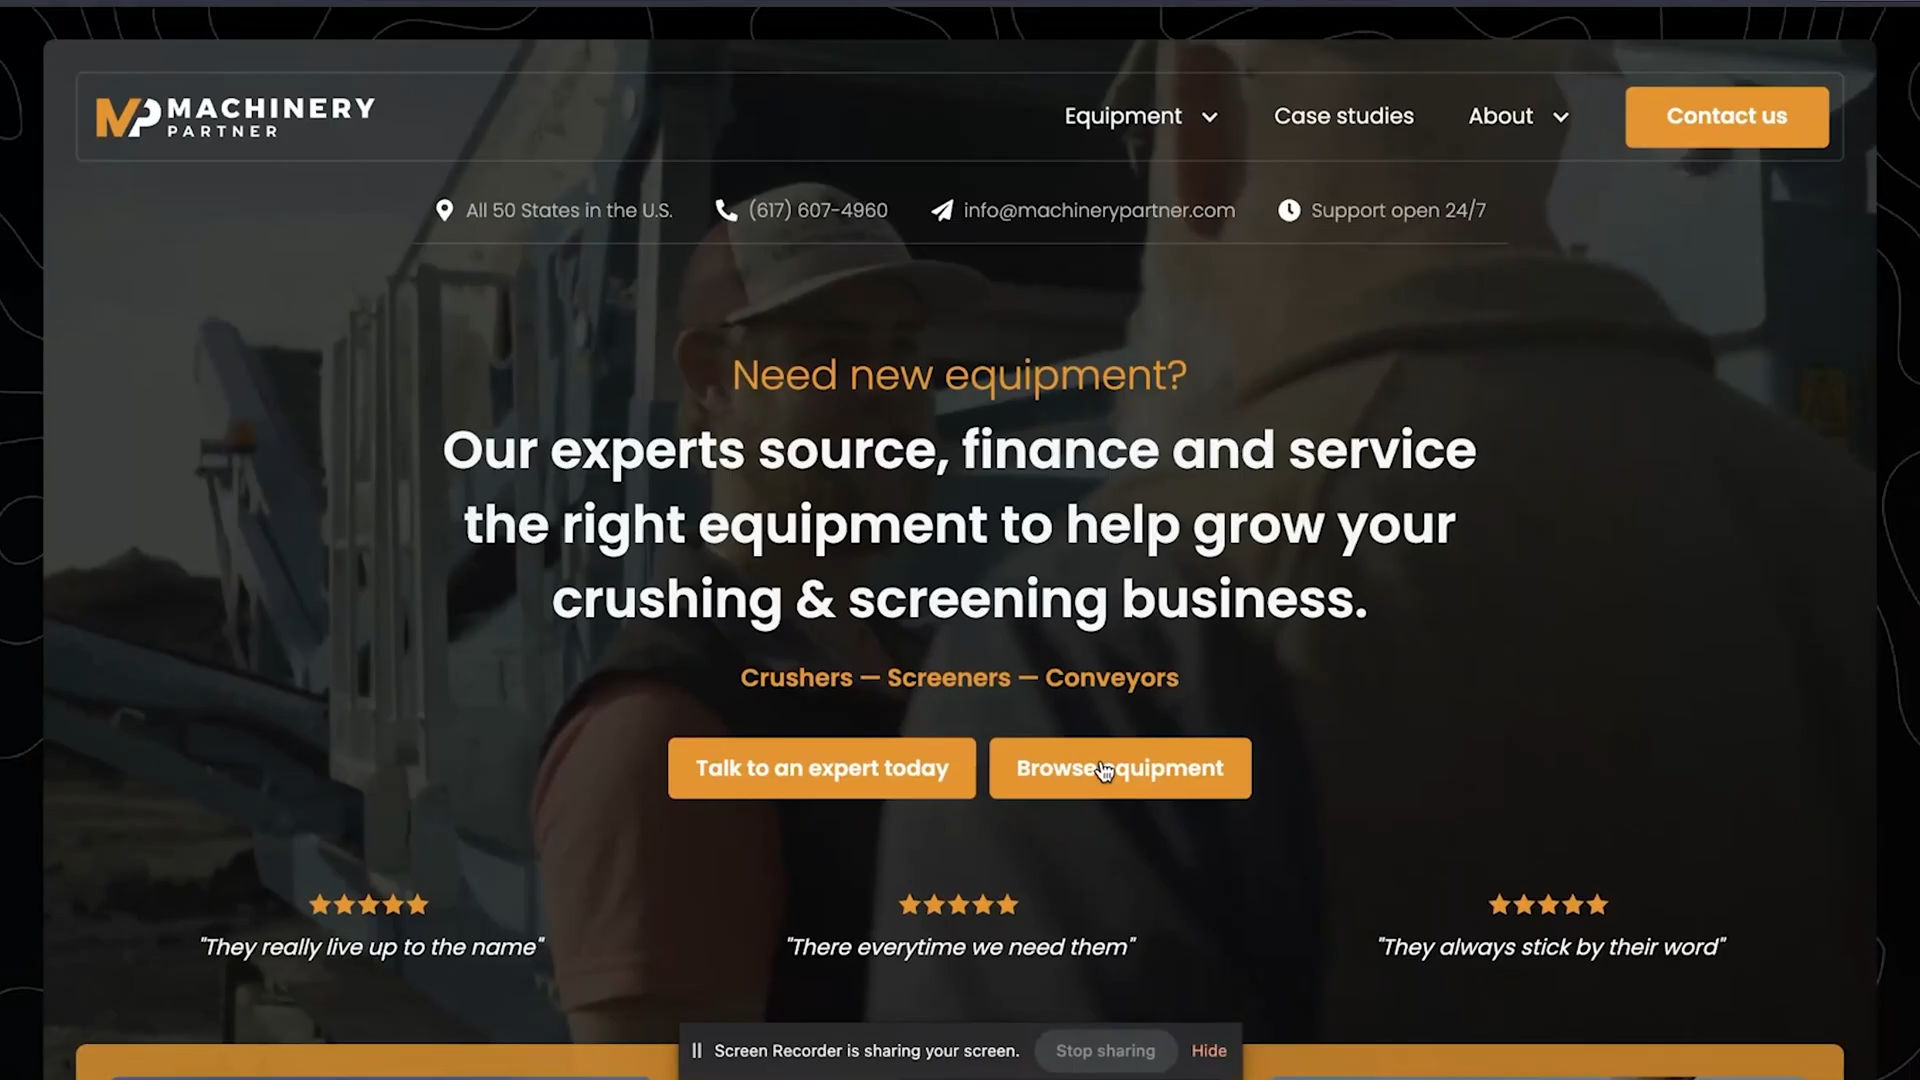 MACHINERY
PARTNER
Equipment
Case studies
About
Contact us
All 50 States in the U.S.
(617) 607-4960
info@machinerypartner.com
Support open 24/7
Need new equipment?
Our experts source, finance and service
the right equipment to help grow your
crushing & screening business.
Crushers — Screeners — Conveyors
Talk to an expert today
Browse equipment
"They really live up to the name"
"There everytime we need them"
"They always stick by their word"
Screen Recorder is sharing your screen.
Stop sharing
Hide